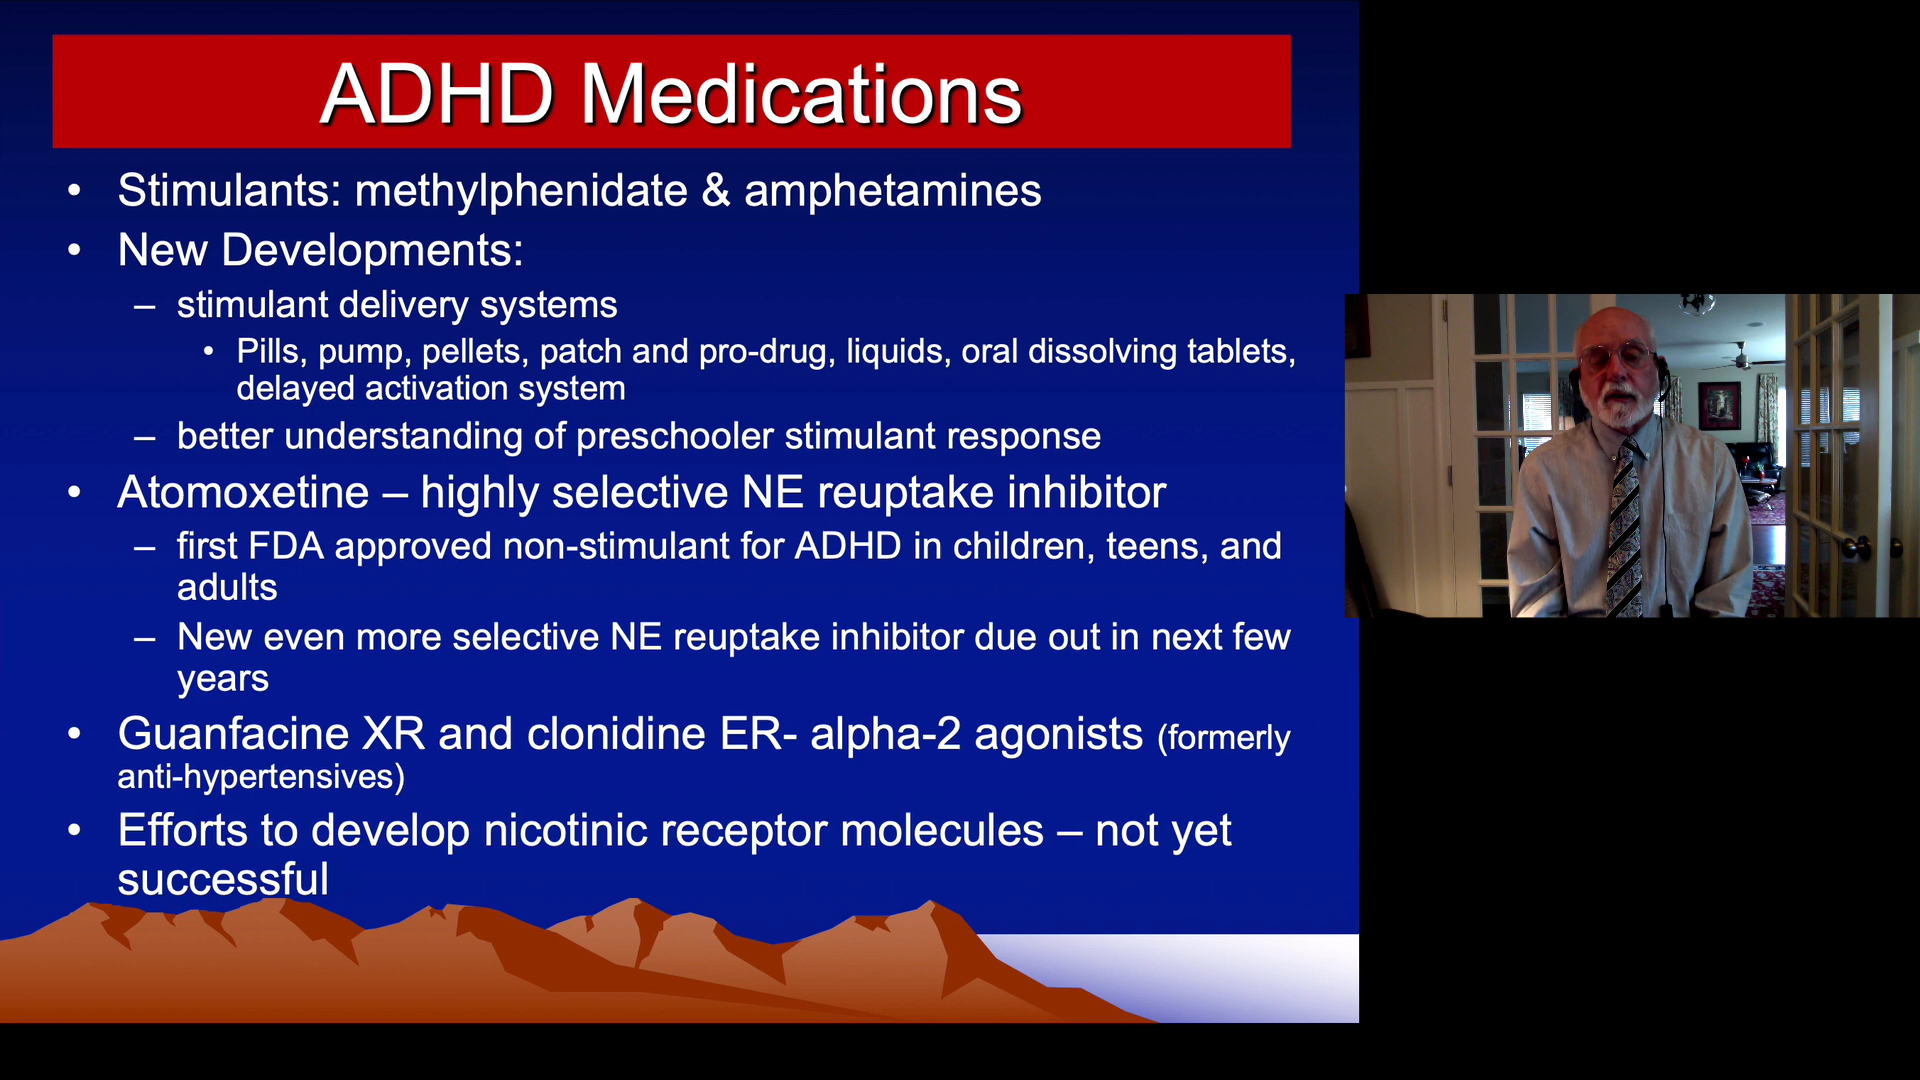 ADHD Medications
• Stimulants: methylphenidate & amphetamines
• New Developments:
– stimulant delivery systems
• Pills, pump, pellets, patch and pro-drug, liquids, oral dissolving tablets,
delayed activation system
– better understanding of preschooler stimulant response
• Atomoxetine – highly selective NE reuptake inhibitor
– first FDA approved non-stimulant for ADHD in children, teens, and
adults
– New even more selective NE reuptake inhibitor due out in next few
years
• Guanfacine XR and clonidine ER- alpha-2 agonists (formerly
anti-hypertensives)
• Efforts to develop nicotinic receptor molecules – not yet
successful